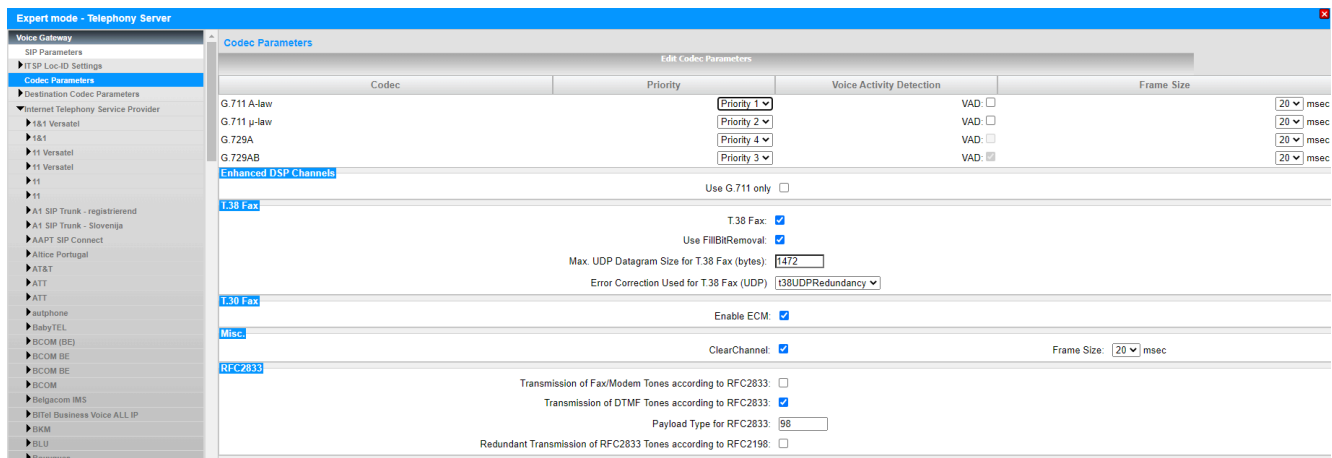 Expert mode - Telephony Server
Voice Gateway
SIP Parameters
ITSP Loc-ID Settings
Codec Parameters
Destination Codec Parameters
Internet Telephony Service Provider
1&1 Versatel
1&1
11 Versatel
11 Versatel
11
11
A1 SIP Trunk - registrierend
A1 SIP Trunk - Slovenija
AAPT SIP Connect
Altice Portugal
AT&T
ATT
ATT
autphone
BabyTEL
BCOM (BE)
BCOM BE
BCOM BE
BCOM
Belgacom IMS
BITel Business Voice ALL IP
BKM
BLU
Codec Parameters
Edit Codec Parameters
Codec Priority Voice Activity Detection Frame Size
G.711 A-law Priority 1 VAD: 20 msec
G.711 μ-law Priority 2 VAD: 20 msec
G.729A Priority 4 VAD: 20 msec
G.729AB Priority 3 VAD: 20 msec
Enhanced DSP Channels
Use G.711 only
T.38 Fax
T.38 Fax:
Use FillBitRemoval:
Max. UDP Datagram Size for T.38 Fax (bytes): 1472
Error Correction Used for T.38 Fax (UDP) t38UDPRedundancy
T.30 Fax
Enable ECM:
Misc.
ClearChannel: Frame Size: 20 msec
RFC2833
Transmission of Fax/Modem Tones according to RFC2833:
Transmission of DTMF Tones according to RFC2833:
Payload Type for RFC2833: 98
Redundant Transmission of RFC2833 Tones according to RFC2198: